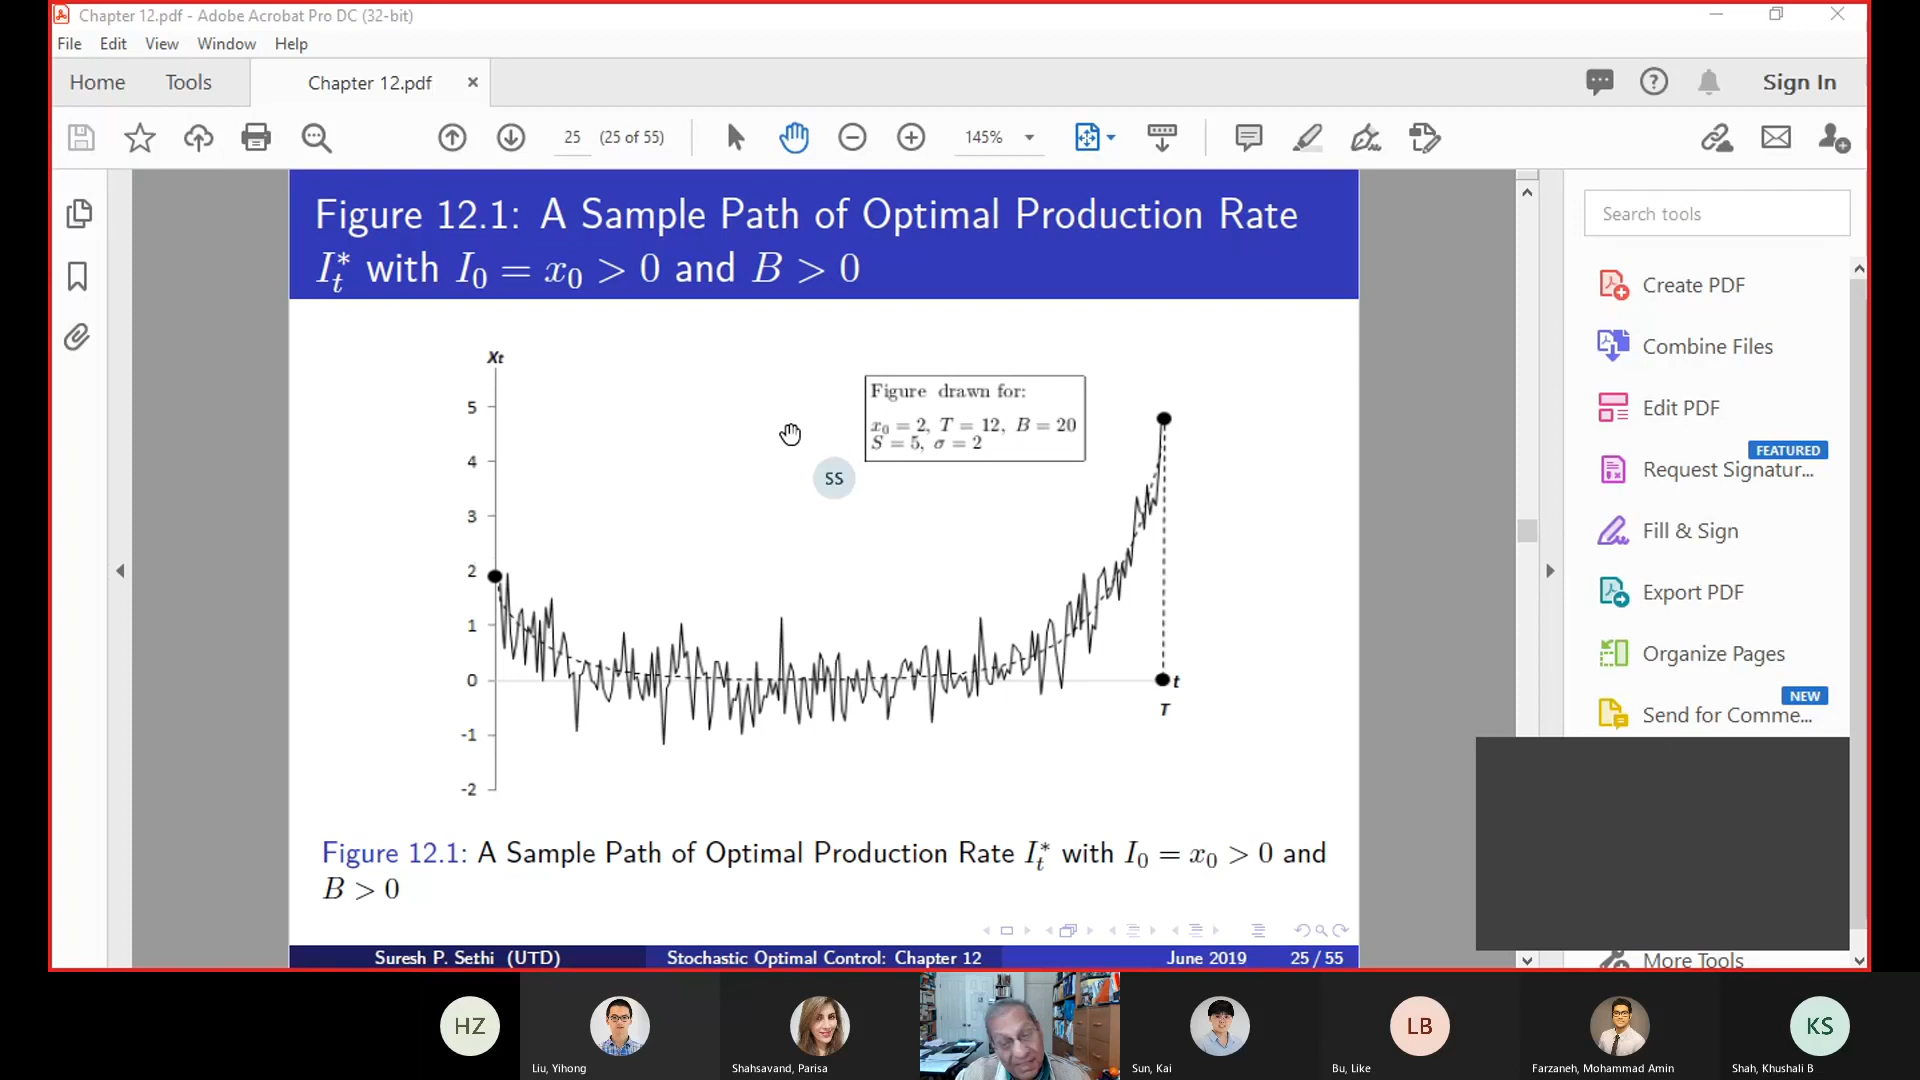 Chapter 12.pdf - Adobe Acrobat Pro DC (32-bit)
File Edit View Window Help
Home Tools Chapter 12.pdf × Sign In
25 (25 of 55) 145%
Figure 12.1: A Sample Path of Optimal Production Rate
I_t^* with I_0 = x_0 > 0 and B > 0
Search tools
Create PDF
Combine Files
Edit PDF
FEATURED
Request Signatur...
Fill & Sign
Export PDF
Organize Pages
NEW
Send for Comme...
More Tools
Xt
5
4
3
2
1
0
-1
-2
Figure drawn for:
x_0 = 2, T = 12, B = 20
S = 5, σ = 2
SS
t
T
Figure 12.1: A Sample Path of Optimal Production Rate I_t^* with I_0 = x_0 > 0 and
B > 0
Suresh P. Sethi (UTD) Stochastic Optimal Control: Chapter 12 June 2019 25 / 55
HZ
Liu, Yihong
Shahsavand, Parisa
Sun, Kai
LB
Bu, Like
Farzaneh, Mohammad Amin
KS
Shah, Khushali B